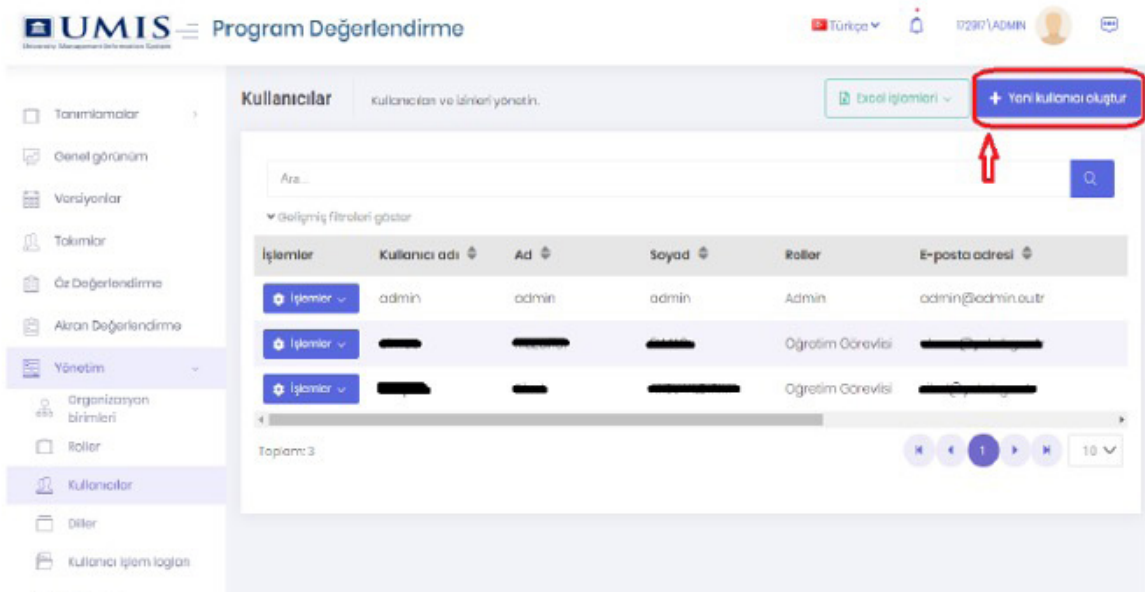 UMIS
University Management Information System
Program Değerlendirme
Türkçe
172917\ADMIN
Kullanıcılar
Kullanıcıları ve izinleri yönetin.
Excel işlemleri
+ Yeni kullanıcı oluştur
Tanımlamalar
Genel görünüm
Versiyonlar
Takımlar
Öz Değerlendirme
Akran Değerlendirme
Yönetim
Organizasyon
birimleri
Roller
Kullanıcılar
Diller
Kullanıcı işlem logları
Ara...
Gelişmiş filtreleri göster
İşlemler Kullanıcı adı Ad Soyad Roller E-posta adresi
İşlemler admin admin admin Admin admin@admin.eu.tr
İşlemler Öğretim Görevlisi
İşlemler Öğretim Görevlisi
Toplam: 3
1
10